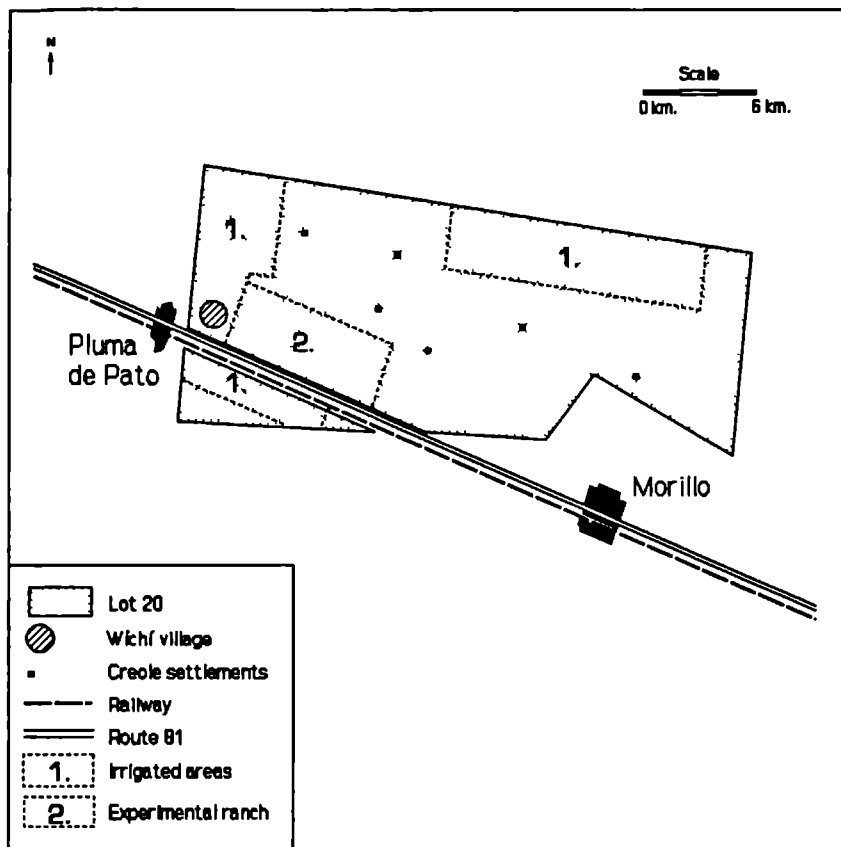 N
Scale
0 km. 6 km.
1.
1.
2.
1.
Pluma
de Pato
Morillo
Lot 20
Wichí village
Creole settlements
Railway
Route 81
1. Irrigated areas
2. Experimental ranch